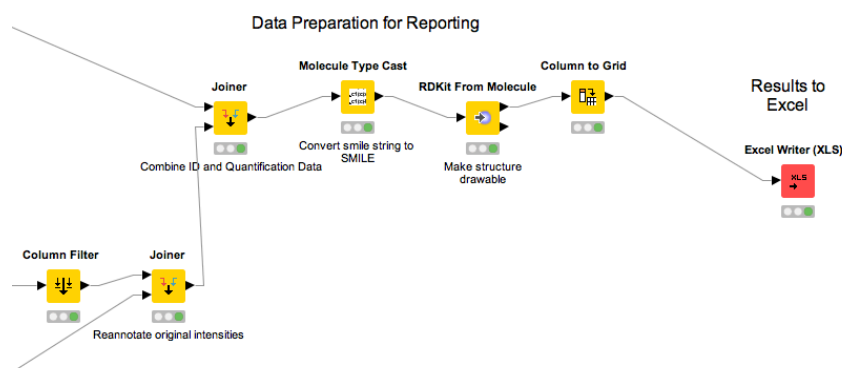 Data Preparation for Reporting
Joiner
Molecule Type Cast
RDKit From Molecule
Column to Grid
Results to
Excel
Combine ID and Quantification Data
Convert smile string to
SMILE
Make structure
drawable
Excel Writer (XLS)
XLS
Column Filter
Joiner
Reannotate original intensities